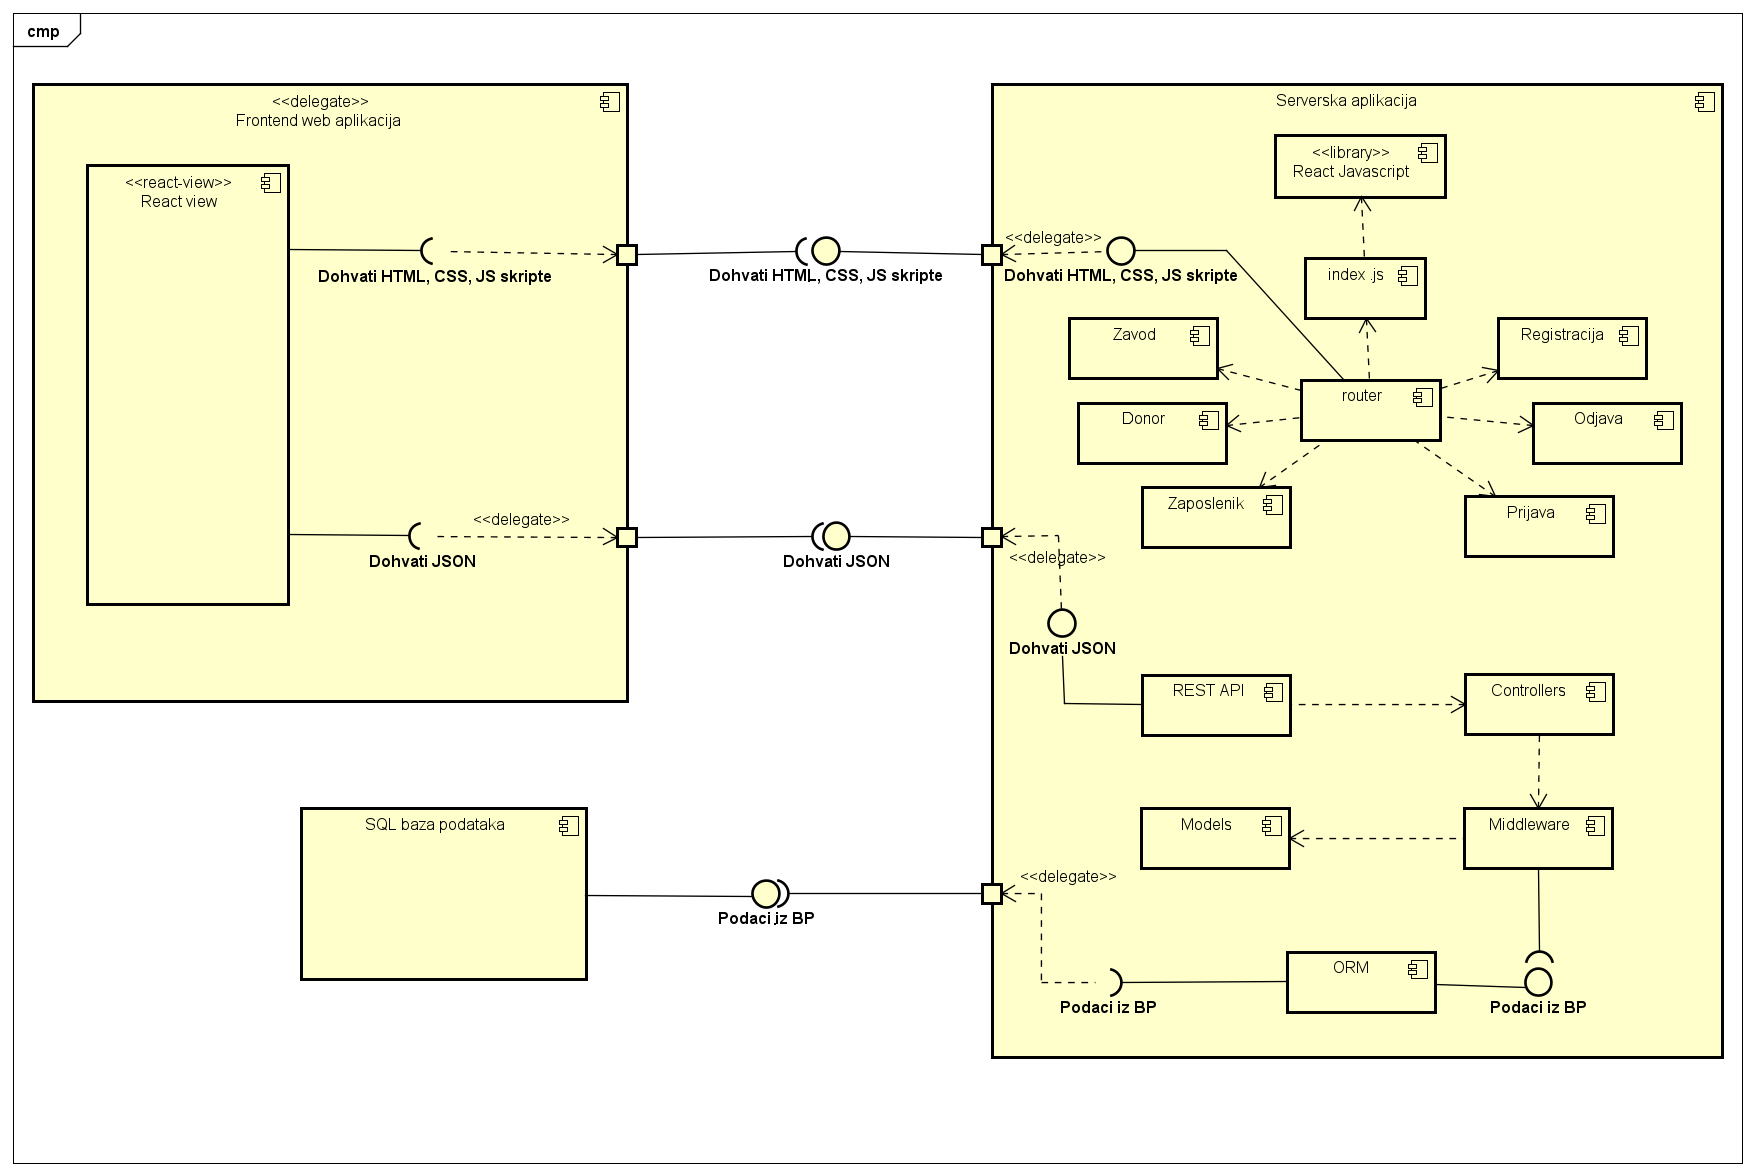 cmp
<<delegate>>
Frontend web aplikacija
<<react-view>>
React view
Dohvati HTML, CSS, JS skripte
<<delegate>>
Dohvati JSON
Dohvati HTML, CSS, JS skripte
Dohvati JSON
SQL baza podataka
Podaci iz BP
Serverska aplikacija
<<library>>
React Javascript
<<delegate>>
Dohvati HTML, CSS, JS skripte
index .js
Zavod
Registracija
router
Donor
Odjava
Zaposlenik
Prijava
<<delegate>>
Dohvati JSON
REST API
Controllers
Models
Middleware
<<delegate>>
ORM
Podaci iz BP
Podaci iz BP